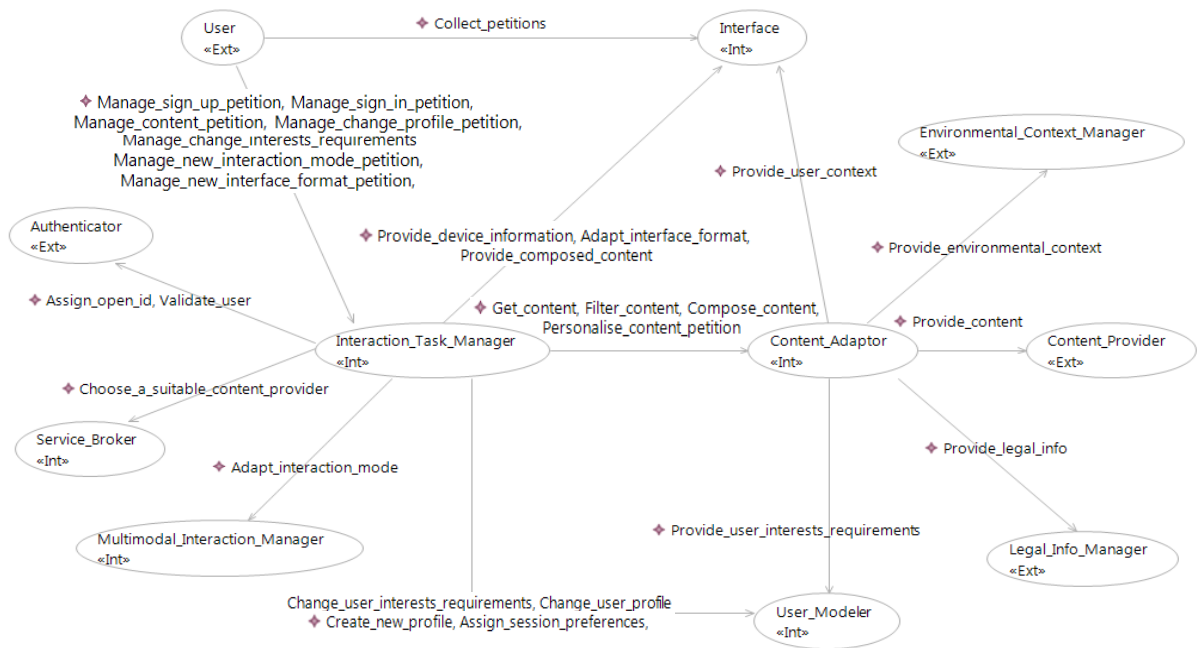 User
«Ext»
Collect_petitions
Interface
«Int»
Manage_sign_up_petition, Manage_sign_in_petition,
Manage_content_petition, Manage_change_profile_petition,
Manage_change_interests_requirements
Manage_new_interaction_mode_petition,
Manage_new_interface_format_petition,
Environmental_Context_Manager
«Ext»
Provide_user_context
Authenticator
«Ext»
Provide_device_information, Adapt_interface_format,
Provide_composed_content
Provide_environmental_context
Assign_open_id, Validate_user
Get_content, Filter_content, Compose_content,
Personalise_content_petition
Provide_content
Interaction_Task_Manager
«Int»
Content_Adaptor
«Int»
Content_Provider
«Ext»
Choose_a_suitable_content_provider
Service_Broker
«Int»
Adapt_interaction_mode
Provide_legal_info
Multimodal_Interaction_Manager
«Int»
Provide_user_interests_requirements
Legal_Info_Manager
«Ext»
Change_user_interests_requirements, Change_user_profile
Create_new_profile, Assign_session_preferences,
User_Modeler
«Int»